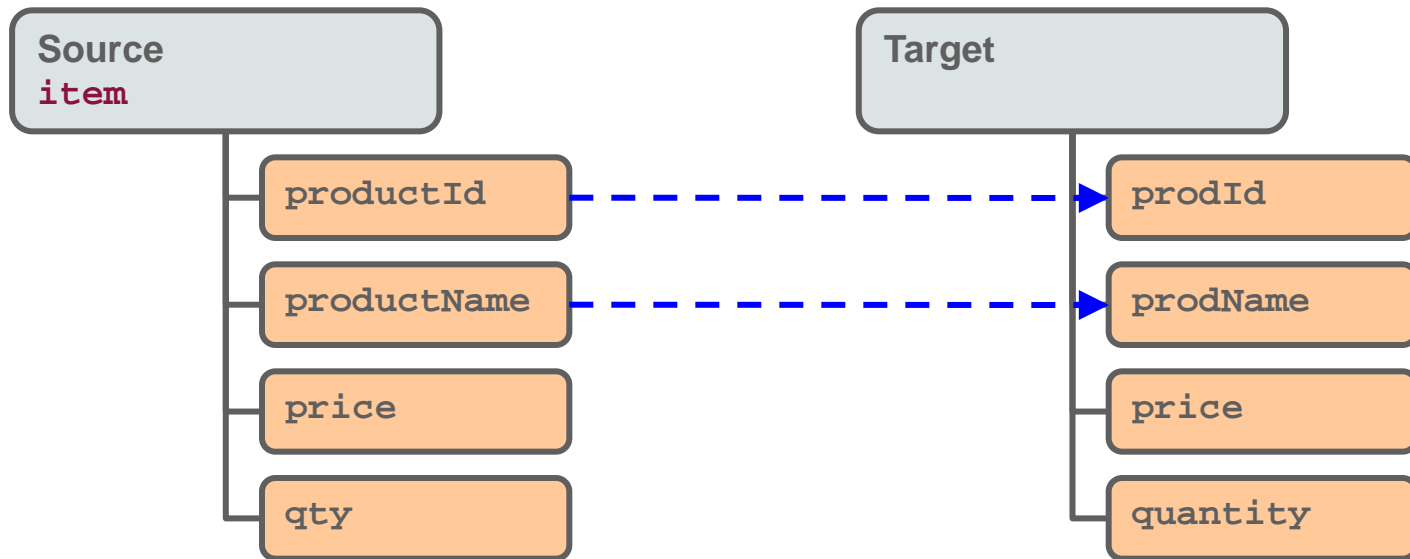 Source
item
Target
productId
prodId
productName
prodName
price
price
qty
quantity